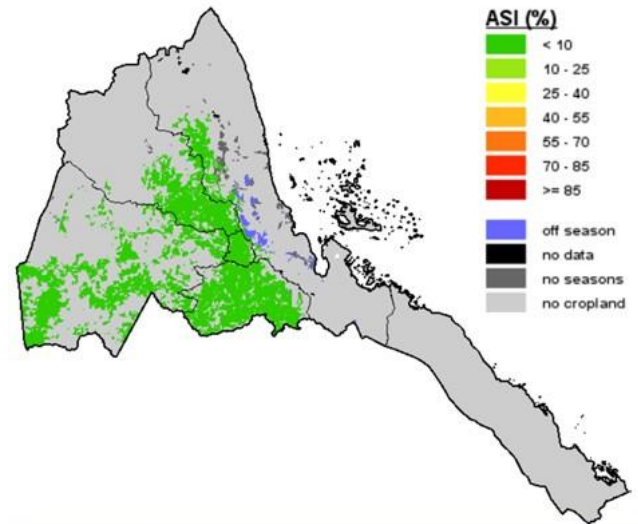 ASI (%)
< 10
10 - 25
25 - 40
40 - 55
55 - 70
70 - 85
>= 85
off season
no data
no seasons
no cropland